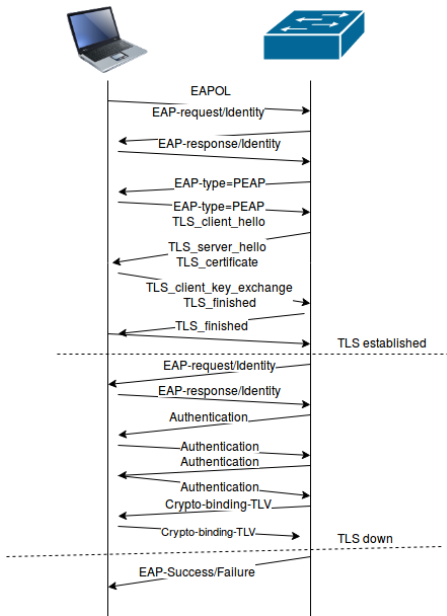 EAPOL
EAP-request/Identity
EAP-response/Identity
EAP-type=PEAP
EAP-type=PEAP
TLS_client_hello
TLS_server_hello
TLS_certificate
TLS_client_key_exchange
TLS_finished
TLS_finished
TLS established
EAP-request/Identity
EAP-response/Identity
Authentication
Authentication
Authentication
Authentication
Crypto-binding-TLV
Crypto-binding-TLV
TLS down
EAP-Success/Failure